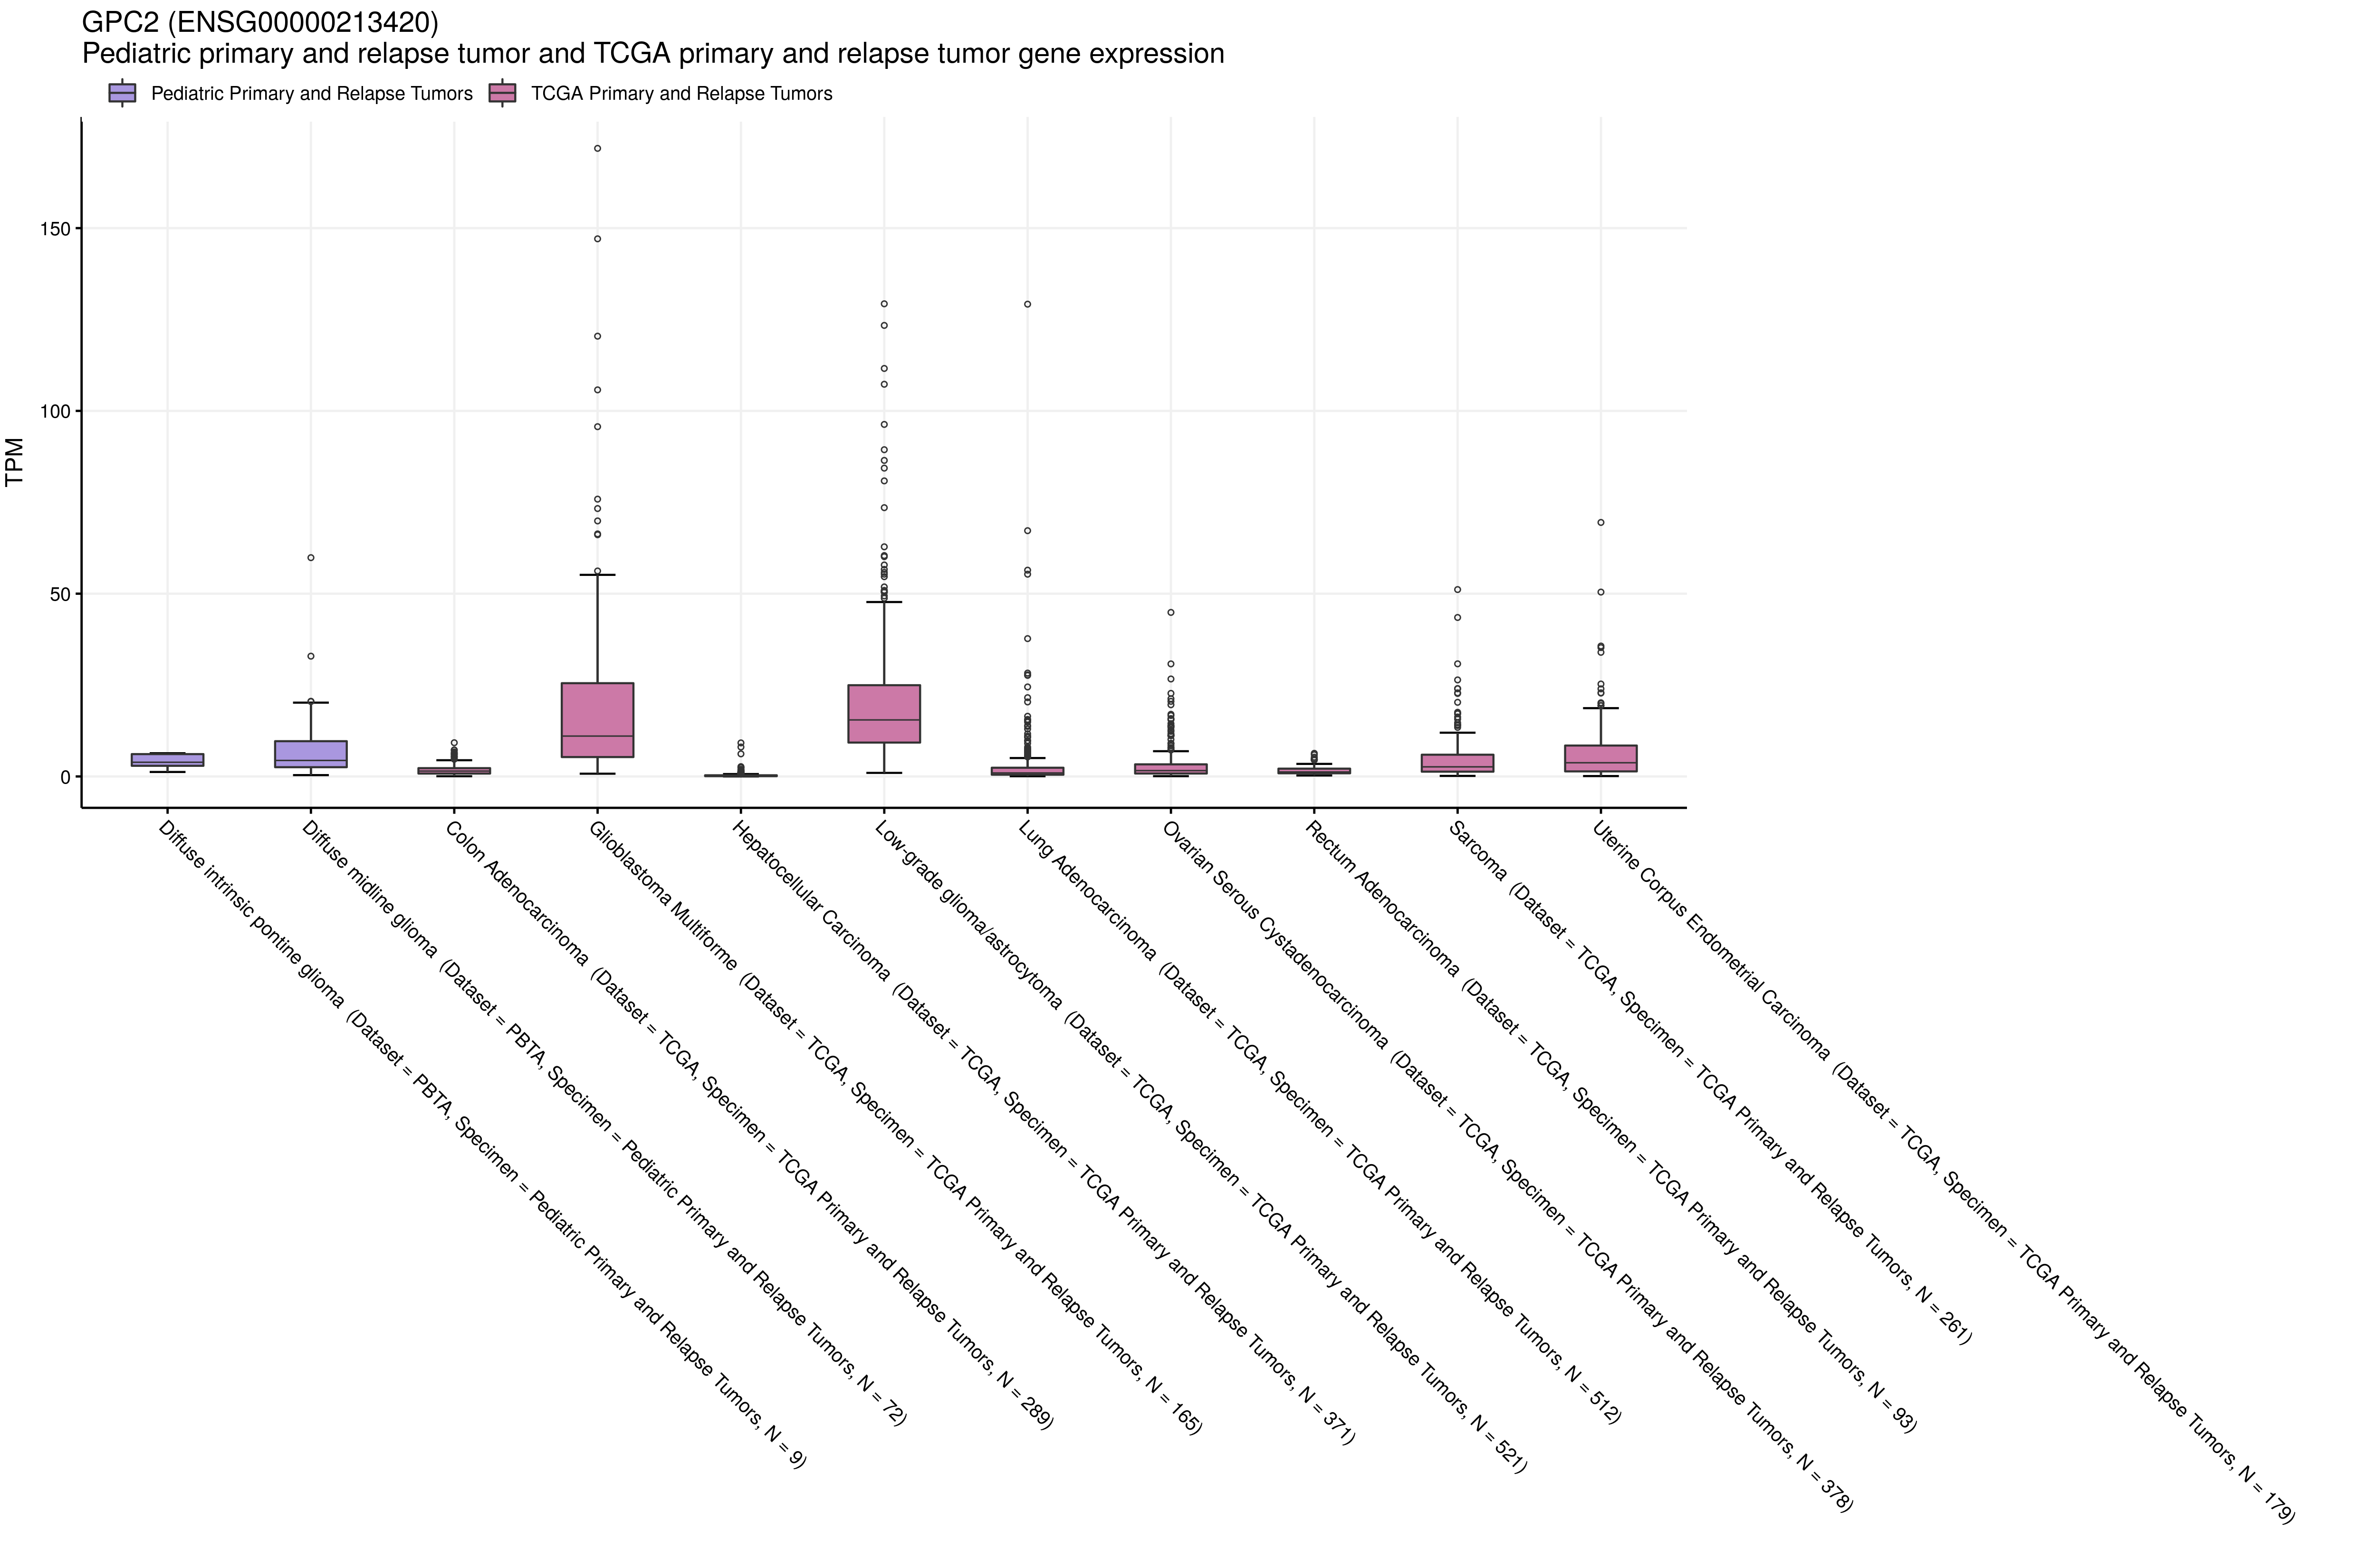 GPC2 (ENSG00000213420)
Pediatric primary and relapse tumor and TCGA primary and relapse tumor gene expression
Pediatric Primary and Relapse Tumors
TCGA Primary and Relapse Tumors
TPM
150
100
50
0
Diffuse intrinsic pontine glioma (Dataset = PBTA, Specimen = Pediatric Primary and Relapse Tumors, N = 9)
Diffuse midline glioma (Dataset = PBTA, Specimen = Pediatric Primary and Relapse Tumors, N = 72)
Colon Adenocarcinoma (Dataset = TCGA, Specimen = TCGA Primary and Relapse Tumors, N = 289)
Glioblastoma Multiforme (Dataset = TCGA, Specimen = TCGA Primary and Relapse Tumors, N = 165)
Hepatocellular Carcinoma (Dataset = TCGA, Specimen = TCGA Primary and Relapse Tumors, N = 371)
Low-grade glioma/astrocytoma (Dataset = TCGA, Specimen = TCGA Primary and Relapse Tumors, N = 521)
Lung Adenocarcinoma (Dataset = TCGA, Specimen = TCGA Primary and Relapse Tumors, N = 512)
Ovarian Serous Cystadenocarcinoma (Dataset = TCGA, Specimen = TCGA Primary and Relapse Tumors, N = 378)
Rectum Adenocarcinoma (Dataset = TCGA, Specimen = TCGA Primary and Relapse Tumors, N = 93)
Sarcoma (Dataset = TCGA, Specimen = TCGA Primary and Relapse Tumors, N = 261)
Uterine Corpus Endometrial Carcinoma (Dataset = TCGA, Specimen = TCGA Primary and Relapse Tumors, N = 179)